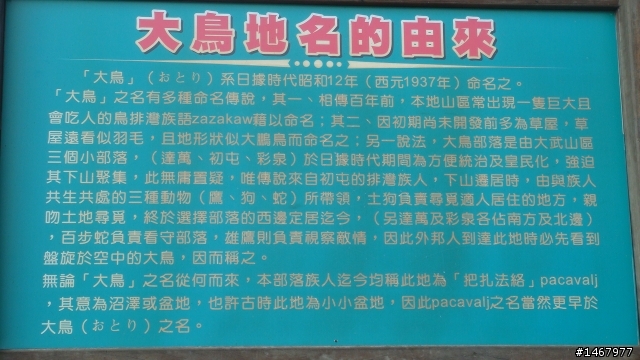 大鳥地名的由來
「大鳥」（おとり）系日據時代昭和12年（西元1937年）命名之。
「大鳥」之名有多種命名傳說，其一、相傳百年前，本地山區常出現一隻巨大且
會吃人的鳥排灣族語zazakaw藉以命名；其二、因初期尚未開發前多為草屋，草
屋遠看似羽毛，且地形狀似大鵬鳥而命名之；另一說法，大鳥部落是由大武山區
三個小部落，（達萬、初屯、彩泉）於日據時代期間為方便統治及皇民化，強迫
其下山聚集，此無庸置疑，唯傳說來自初屯的排灣族人，下山遷居時，由與族人
共生共處的三種動物（鷹、狗、蛇）所帶領，土狗負責尋覓適人居住的地方，親
吻土地尋覓，終於選擇部落的西邊定居迄今，（另達萬及彩泉各佔南方及北邊）
，百步蛇負責看守部落，雄鷹則負責視察敵情，因此外邦人到達此地時必先看到
盤旋於空中的大鳥，因而稱之。
無論「大鳥」之名從何而來，本部落族人迄今均稱此地為「把扎法絡」pacavalj
，其意為沼澤或盆地，也許古時此地為小小盆地，因此pacavalj之名當然更早於
大鳥（おとり）之名。
#1467977